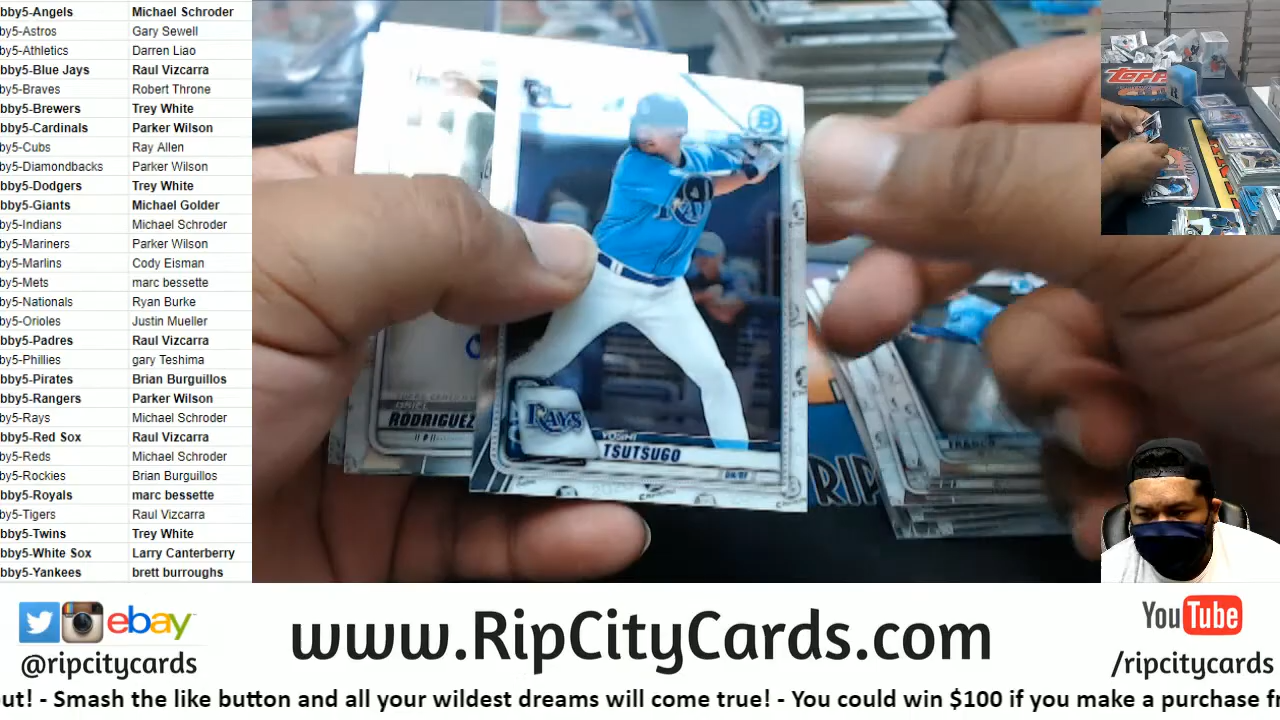 bby5-Angels Michael Schroder
by5-Astros Gary Sewell
by5-Athletics Darren Liao
bby5-Blue Jays Raul Vizcarra
by5-Braves Robert Throne
bby5-Brewers Trey White
bby5-Cardinals Parker Wilson
by5-Cubs Ray Allen
by5-Diamondbacks Parker Wilson
bby5-Dodgers Trey White
bby5-Giants Michael Golder
by5-Indians Michael Schroder
by5-Mariners Parker Wilson
by5-Marlins Cody Eisman
by5-Mets marc bessette
by5-Nationals Ryan Burke
by5-Orioles Justin Mueller
bby5-Padres Raul Vizcarra
by5-Phillies gary Teshima
bby5-Pirates Brian Burguillos
bby5-Rangers Parker Wilson
by5-Rays Michael Schroder
bby5-Red Sox Raul Vizcarra
by5-Reds Michael Schroder
by5-Rockies Brian Burguillos
bby5-Royals marc bessette
by5-Tigers Raul Vizcarra
bby5-Twins Trey White
bby5-White Sox Larry Canterberry
bby5-Yankees brett burroughs
B
RAYS
YOSHI
TSUTSUGO
OF/IF
RODRIGUEZ
P
FRANCO
RIP
TOPPS
ebay
@ripcitycards
www.RipCityCards.com
YouTube
/ripcitycards
out! - Smash the like button and all your wildest dreams will come true! - You could win $100 if you make a purchase fr